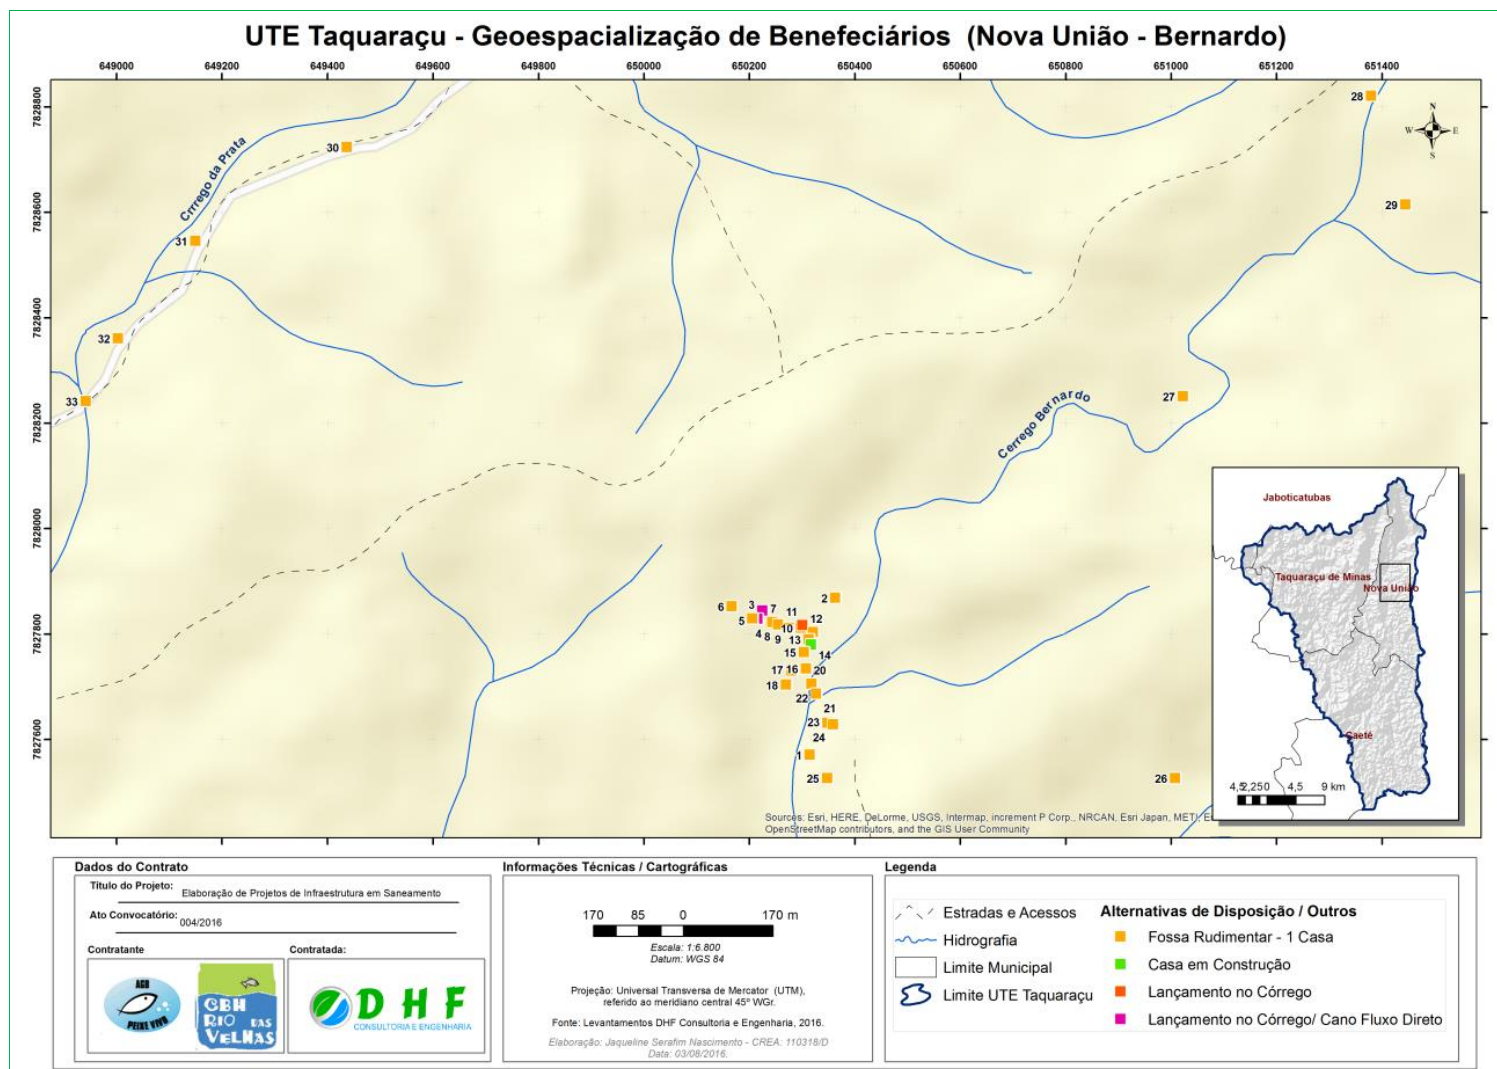 UTE Taquaraçu - Geoespacialização de Benefeciários (Nova União - Bernardo)
649000 649200 649400 649600 649800 650000 650200 650400 650600 650800 651000 651200 651400
7828800
7828600
7828400
7828200
7828000
7827800
7827600
28
N
W E
S
30
Crrrego da Prata
29
31
32
33
27
Cerrego Bernardo
2
6
3
7
11
12
5
4
8
9
10
13
15
14
17
16
20
18
22
21
23
24
1
25
26
Jaboticatubas
Taquaraçu de Minas
Nova União
Caeté
4,52,250 4,5 9 km
Sources: Esri, HERE, DeLorme, USGS, Intermap, increment P Corp., NRCAN, Esri Japan, METI,
OpenStreetMap contributors, and the GIS User Community
Dados do Contrato
Título do Projeto: Elaboração de Projetos de Infraestrutura em Saneamento
Ato Convocatório: 004/2016
Contratante Contratada:
AGB
PEIXE VIVO
CBH
RIO DAS
VELHAS
DHF
CONSULTORIA E ENGENHARIA
Informações Técnicas / Cartográficas
170 85 0 170 m
Escala: 1:6.800
Datum: WGS 84
Projeção: Universal Transversa de Mercator (UTM),
referido ao meridiano central 45º WGr.
Fonte: Levantamentos DHF Consultoria e Engenharia, 2016.
Elaboração: Jaqueline Serafim Nascimento - CREA: 110318/D
Data: 03/08/2016.
Legenda
Estradas e Acessos
Hidrografia
Limite Municipal
Limite UTE Taquaraçu
Alternativas de Disposição / Outros
Fossa Rudimentar - 1 Casa
Casa em Construção
Lançamento no Córrego
Lançamento no Córrego/ Cano Fluxo Direto